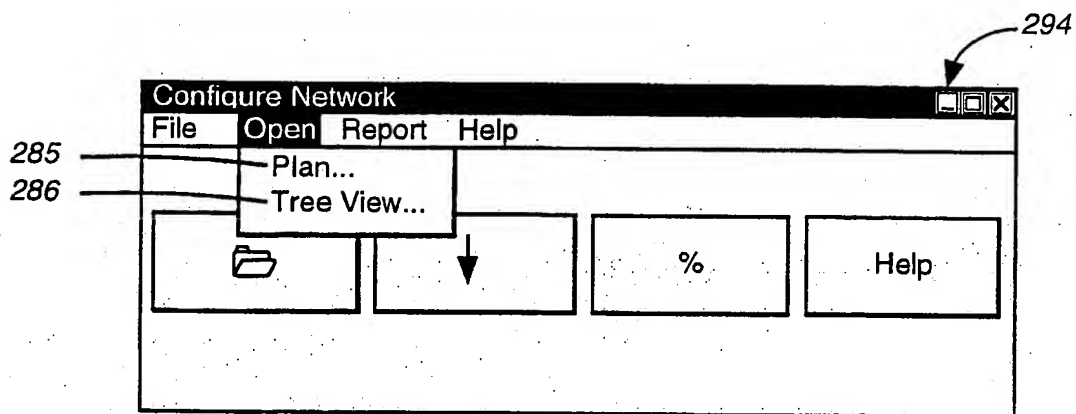 294
Configure Network
File Open Report Help
285 Plan...
286 Tree View...
% Help